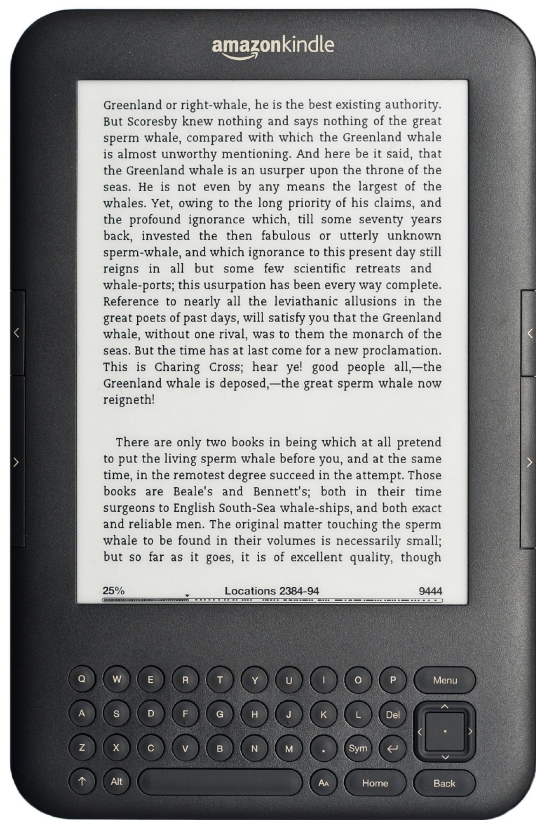 amazonkindle
Greenland or right-whale, he is the best existing authority.
But Scoresby knew nothing and says nothing of the great
sperm whale, compared with which the Greenland whale
is almost unworthy mentioning. And here be it said, that
the Greenland whale is an usurper upon the throne of the
seas. He is not even by any means the largest of the
whales. Yet, owing to the long priority of his claims, and
the profound ignorance which, till some seventy years
back, invested the then fabulous or utterly unknown
sperm-whale, and which ignorance to this present day still
reigns in all but some few scientific retreats and
whale-ports; this usurpation has been every way complete.
Reference to nearly all the leviathanic allusions in the
great poets of past days, will satisfy you that the Greenland
whale, without one rival, was to them the monarch of the
seas. But the time has at last come for a new proclamation.
This is Charing Cross; hear ye! good people all,—the
Greenland whale is deposed,—the great sperm whale now
reigneth!
There are only two books in being which at all pretend
to put the living sperm whale before you, and at the same
time, in the remotest degree succeed in the attempt. Those
books are Beale's and Bennett's; both in their time
surgeons to English South-Sea whale-ships, and both exact
and reliable men. The original matter touching the sperm
whale to be found in their volumes is necessarily small;
but so far as it goes, it is of excellent quality, though
25% Locations 2384-94 9444
Q W E R T Y U I O P Menu
A S D F G H J K L Del
Z X C V B N M . Sym
Alt AA Home Back